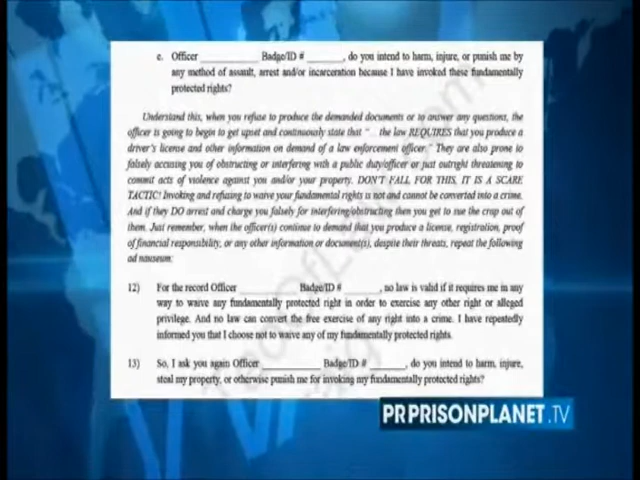 e. Officer ____________ Badge/ID # _______, do you intend to harm, injure, or punish me by
any method of assault, arrest and/or incarceration because I have invoked these fundamentally
protected rights?
Understand this, when you refuse to produce the demanded documents or to answer any questions, the
officer is going to begin to get upset and continuously state that "… the law REQUIRES that you produce a
driver's license and other information on demand of a law enforcement officer." They are also prone to
falsely accusing you of obstructing or interfering with a public duty/officer or just outright threatening to
commit acts of violence against you and/or your property. DON'T FALL FOR THIS, IT IS A SCARE
TACTIC! Invoking and refusing to waive your fundamental rights is not and cannot be converted into a crime.
And if they DO arrest and charge you falsely for interfering/obstructing then you get to sue the crap out of
them. Just remember, when the officer(s) continue to demand that you produce a license, registration, proof
of financial responsibility, or any other information or document(s), despite their threats, repeat the following
ad nauseum:
12) For the record Officer ____________ Badge/ID # _______, no law is valid if it requires me in any
way to waive any fundamentally protected right in order to exercise any other right or alleged
privilege. And no law can convert the free exercise of any right into a crime. I have repeatedly
informed you that I choose not to waive any of my fundamentally protected rights.
13) So, I ask you again Officer ____________ Badge/ID # _______, do you intend to harm, injure,
steal my property, or otherwise punish me for invoking my fundamentally protected rights?
PRPRISONPLANET.TV